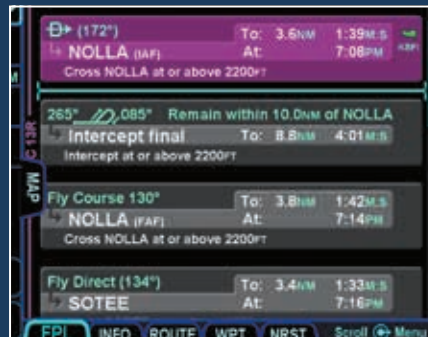 (172°) To: 3.6NM 1:39M:S
NOLLA (IAF) At: 7:08PM
Cross NOLLA at or above 2200FT
265° 085° Remain within 10.0NM of NOLLA
Intercept final To: 8.8NM 4:01M:S
Intercept at or above 2200FT
C 13R
MAP
Fly Course 130° To: 3.8NM 1:42M:S
NOLLA (FAF) At: 7:14PM
Cross NOLLA at or above 2200FT
Fly Direct (134°) To: 3.4NM 1:33M:S
SOTEE At: 7:16PM
FPL INFO ROUTE WPT NRST Scroll Menu